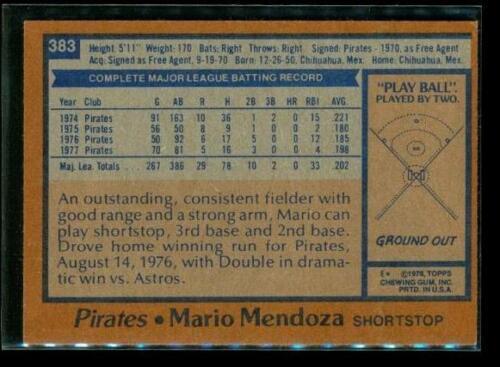 383
Height: 5'11" Weight: 170 Bats: Right Throws: Right Signed: Pirates - 1970, as Free Agent
Acq: Signed as Free Agent, 9-19-70 Born: 12-26-50, Chihuahua, Mex. Home: Chihuahua, Mex.
COMPLETE MAJOR LEAGUE BATTING RECORD
Year Club G AB R H 2B 3B HR RBI AVG.
1974 Pirates 91 163 10 36 1 2 0 15 .221
1975 Pirates 56 50 8 9 1 0 0 2 .180
1976 Pirates 50 92 6 17 5 0 0 12 .185
1977 Pirates 70 81 5 16 3 0 0 4 .198
Maj. Lea. Totals 267 386 29 78 10 2 0 33 .202
An outstanding, consistent fielder with
good range and a strong arm, Mario can
play shortstop, 3rd base and 2nd base.
Drove home winning run for Pirates,
August 14, 1976, with Double in drama-
tic win vs. Astros.
"PLAY BALL".
PLAYED BY TWO.
GROUND OUT
E* ©1978, TOPPS
CHEWING GUM, INC.
PRTD. IN U.S.A.
Pirates • Mario Mendoza SHORTSTOP